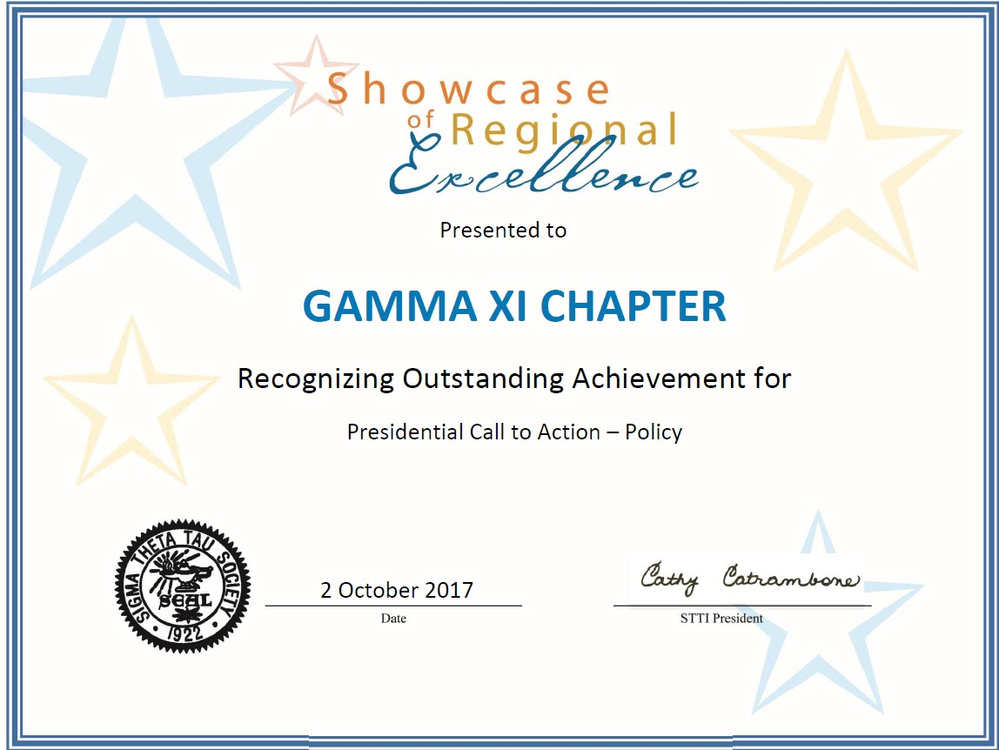 Showcase
of Regional
Excellence
Presented to
GAMMA XI CHAPTER
Recognizing Outstanding Achievement for
Presidential Call to Action – Policy
SIGMA THETA TAU SOCIETY
SEAL
· 1922 ·
2 October 2017
Date
Cathy Catrambone
STTI President